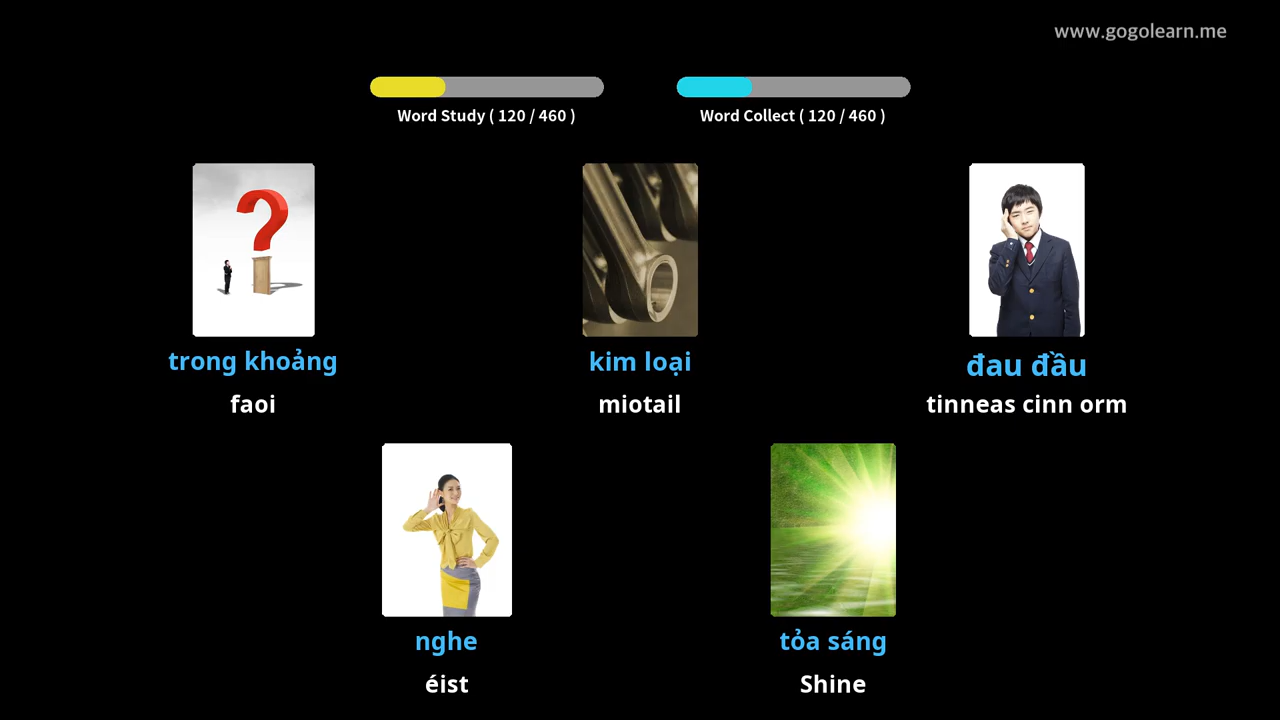 www.gogolearn.me
Word Study ( 120 / 460 )
Word Collect ( 120 / 460 )
trong khoảng
faoi
kim loại
miotail
đau đầu
tinneas cinn orm
nghe
éist
tỏa sáng
Shine